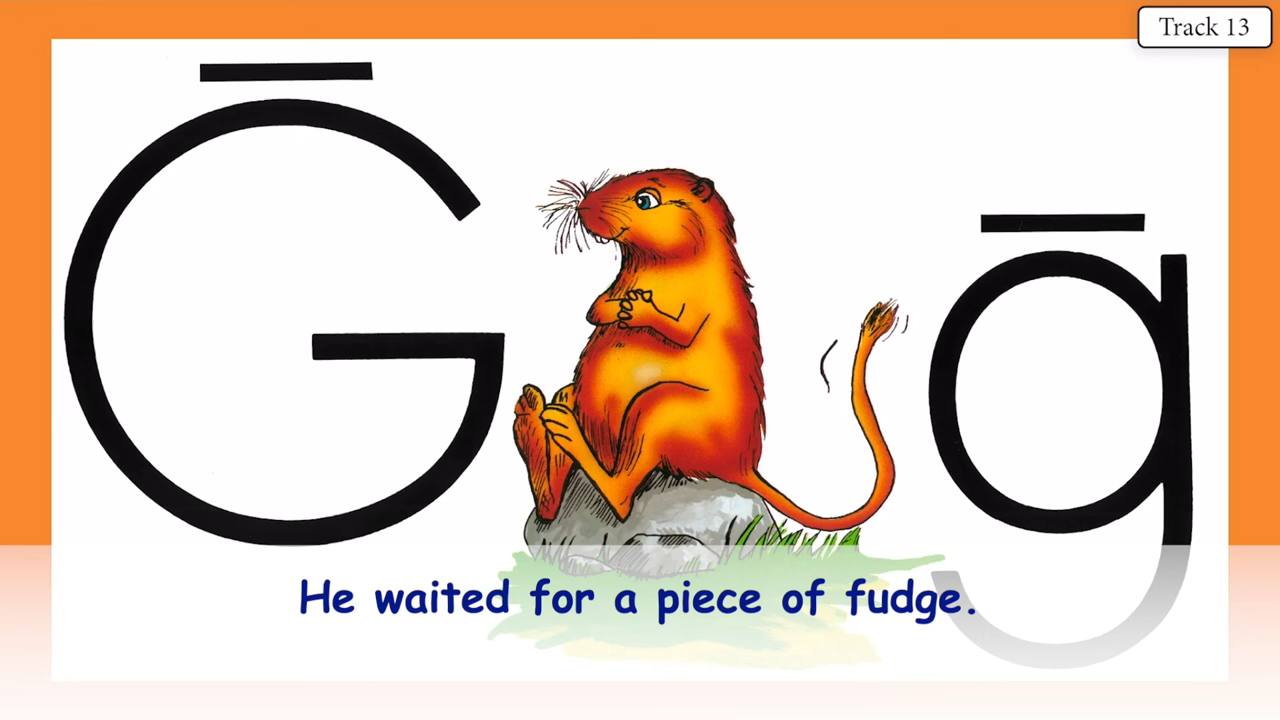 Track 13
Ḡ ḡ
He waited for a piece of fudge.